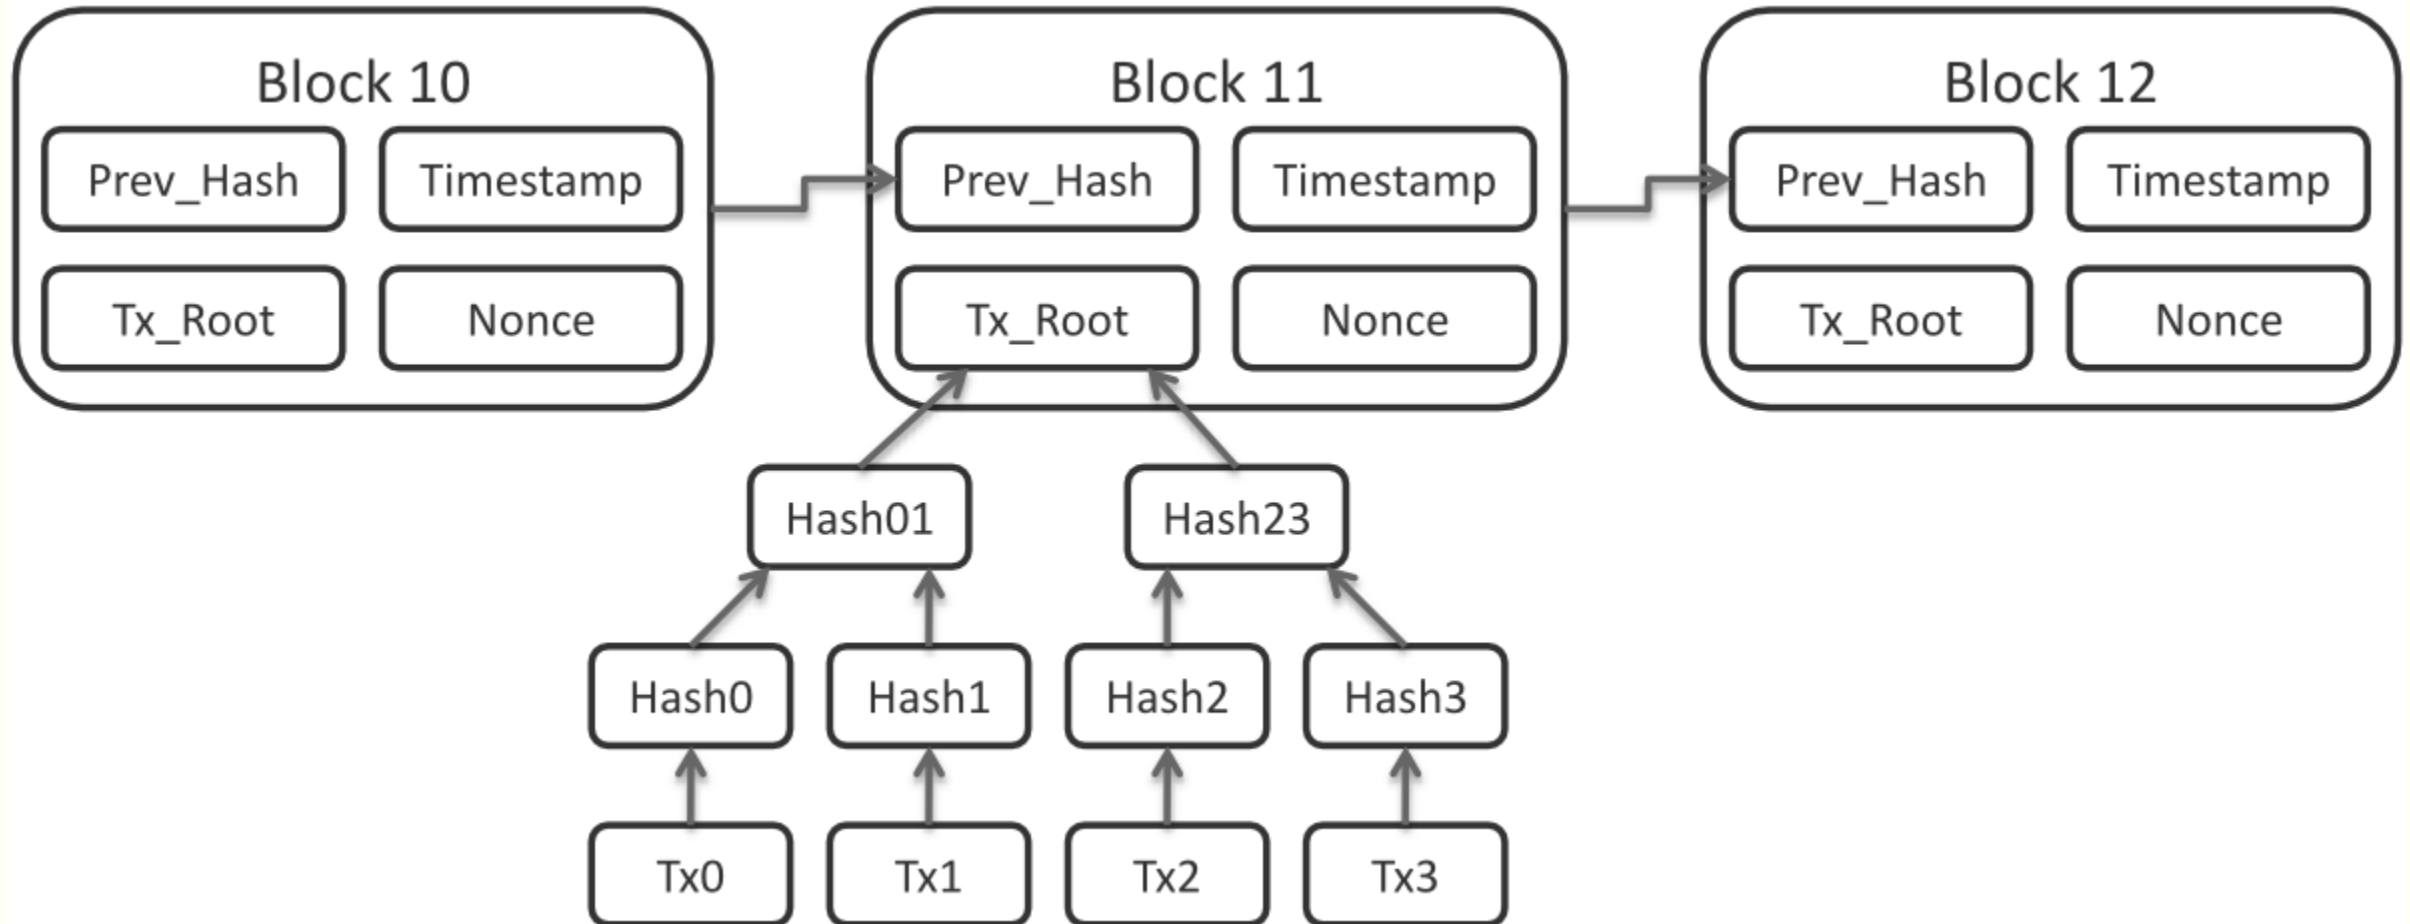 Block 10
Block 11
Block 12
Prev_Hash Timestamp
Prev_Hash Timestamp
Prev_Hash Timestamp
Tx_Root Nonce
Tx_Root Nonce
Tx_Root Nonce
Hash01
Hash23
Hash0
Hash1
Hash2
Hash3
Tx0
Tx1
Tx2
Tx3